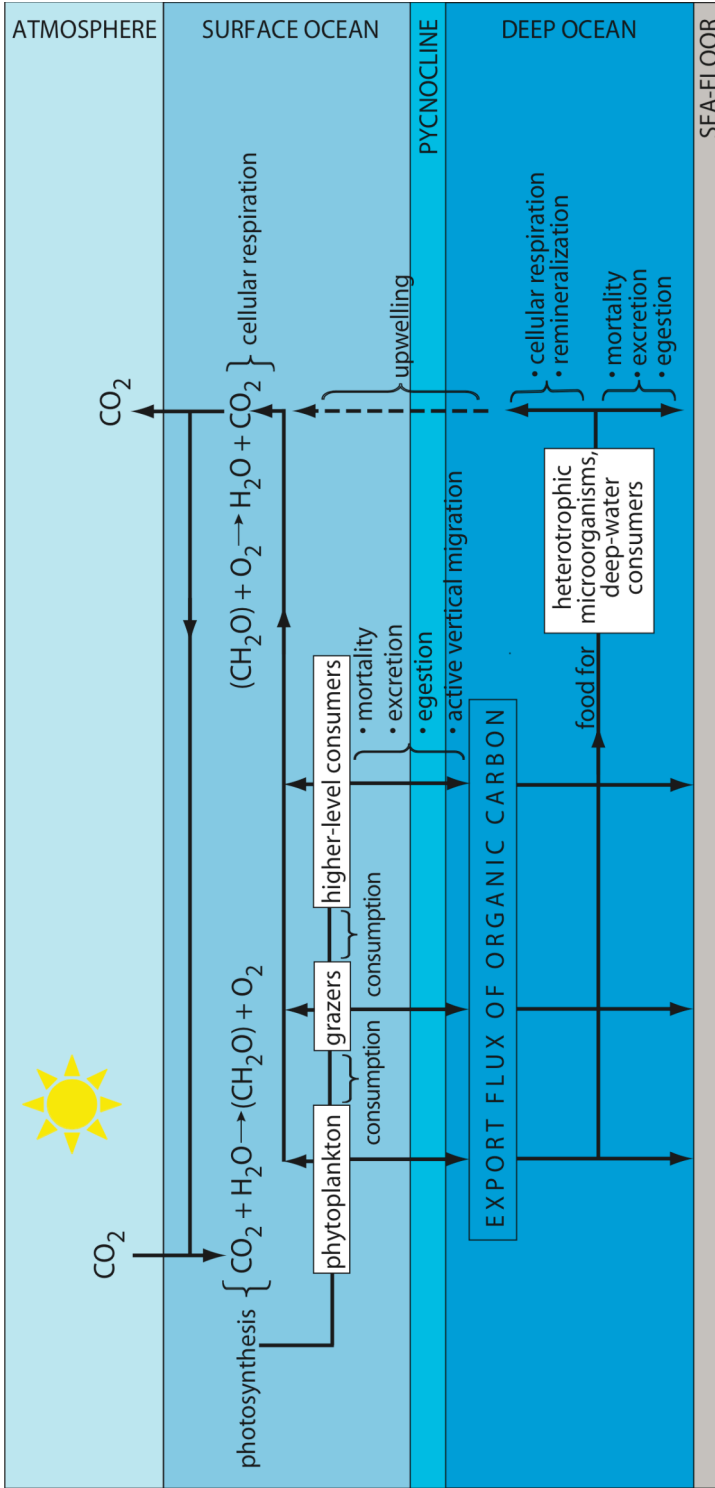 ATMOSPHERE
SURFACE OCEAN
PYCNOCLINE
DEEP OCEAN
SEA-FLOOR
CO₂
CO₂
photosynthesis
CO₂ + H₂O→(CH₂O) + O₂
(CH₂O) + O₂→H₂O + CO₂
cellular respiration
phytoplankton
grazers
higher-level consumers
consumption
consumption
• mortality
• excretion
• egestion
• active vertical migration
upwelling
EXPORT FLUX OF ORGANIC CARBON
food for
heterotrophic
microorganisms,
deep-water
consumers
• cellular respiration
• remineralization
• mortality
• excretion
• egestion